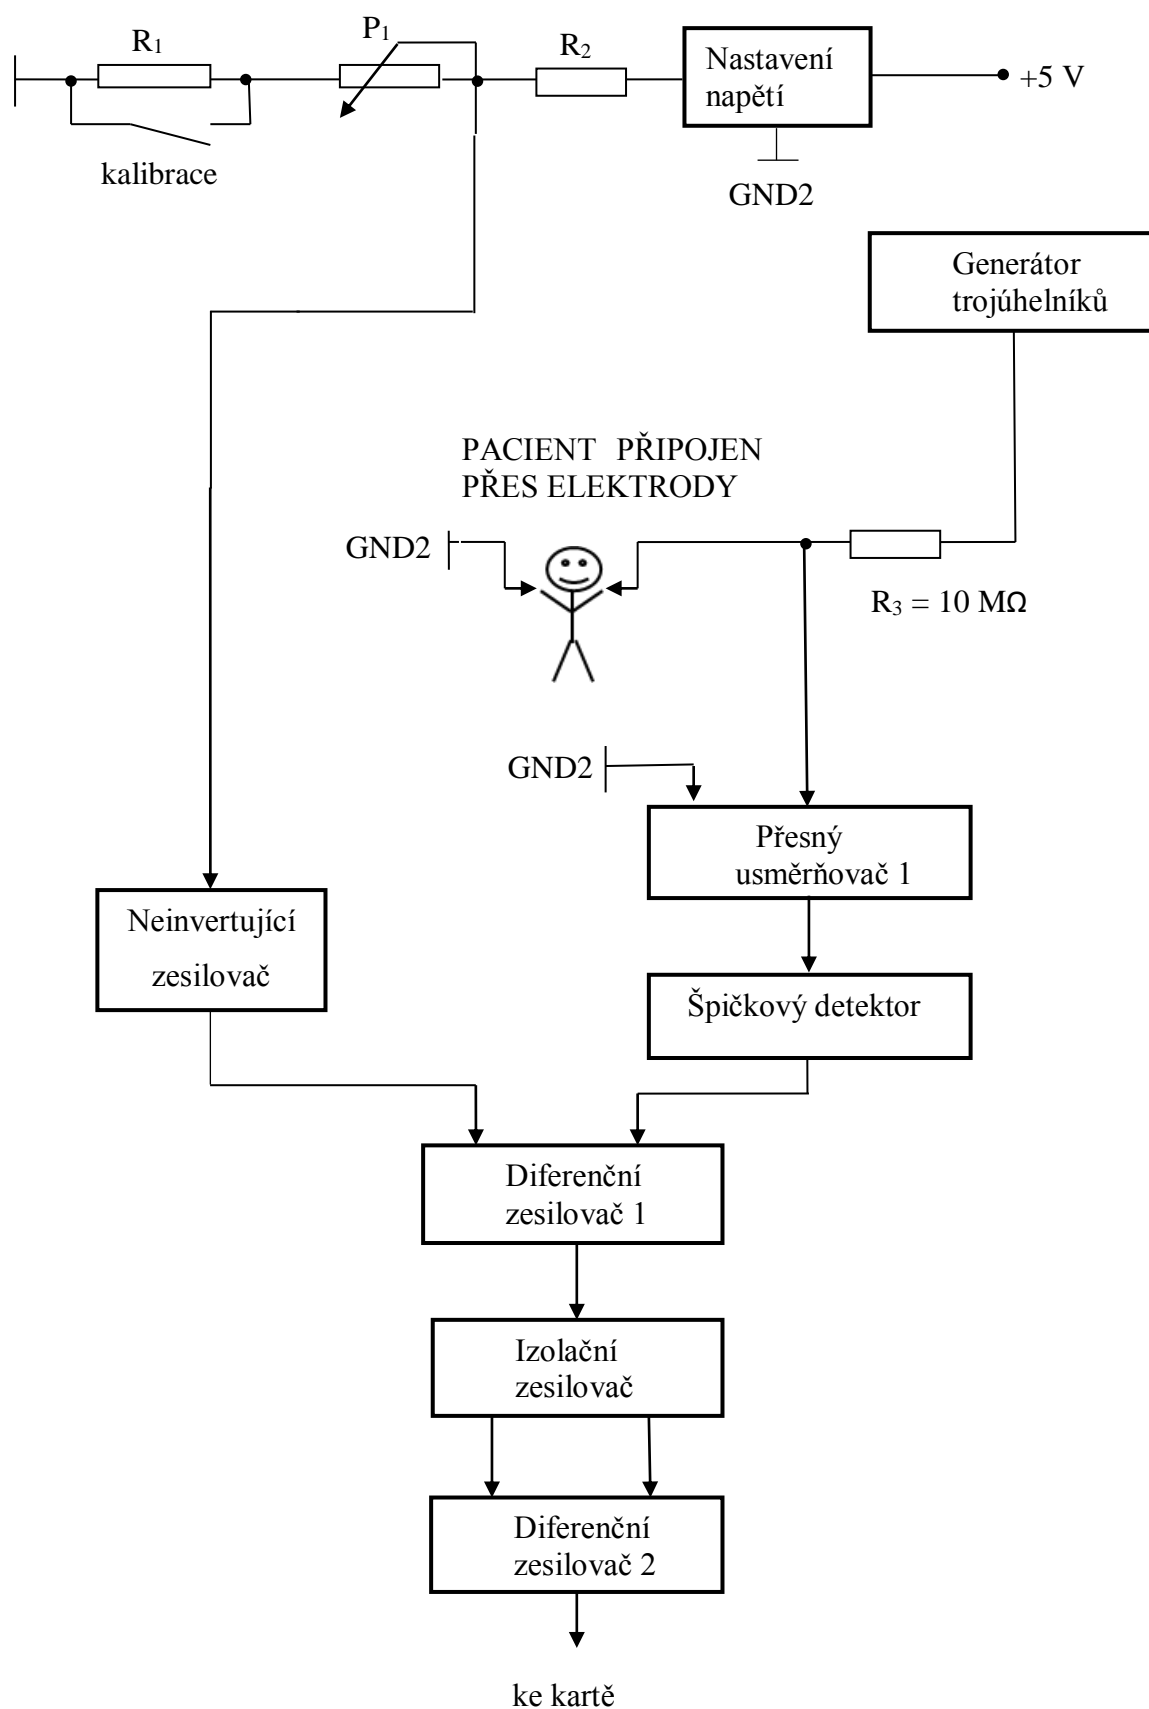 R₁
P₁
R₂
Nastavení
napětí
+5 V
kalibrace
GND2
Generátor
trojúhelníků
PACIENT PŘIPOJEN
PŘES ELEKTRODY
GND2
R₃ = 10 MΩ
GND2
Přesný
usměrňovač 1
Neinvertující
zesilovač
Špičkový detektor
Diferenční
zesilovač 1
Izolační
zesilovač
Diferenční
zesilovač 2
ke kartě